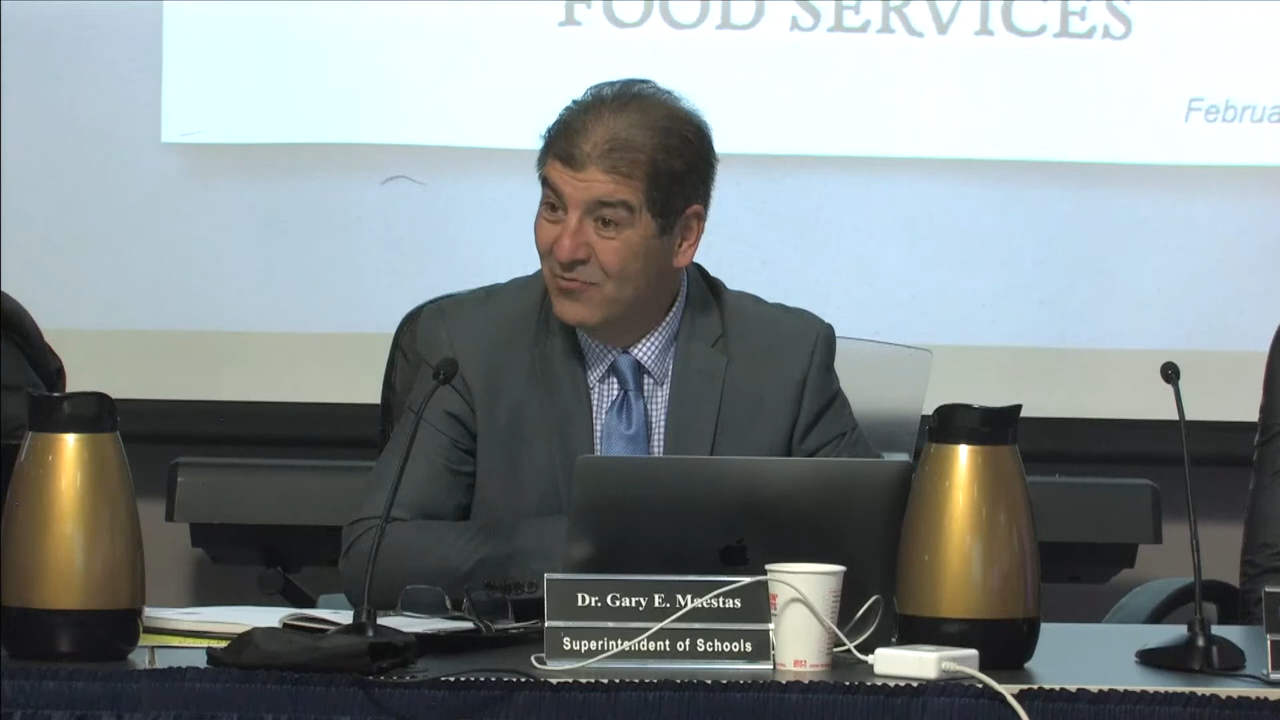 FOOD SERVICES
Februa
Dr. Gary E. Maestas
Superintendent of Schools